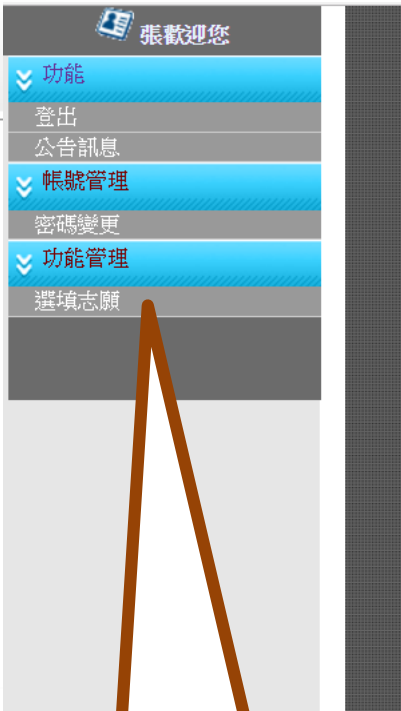 張歡迎您
功能
登出
公告訊息
帳號管理
密碼變更
功能管理
選填志願